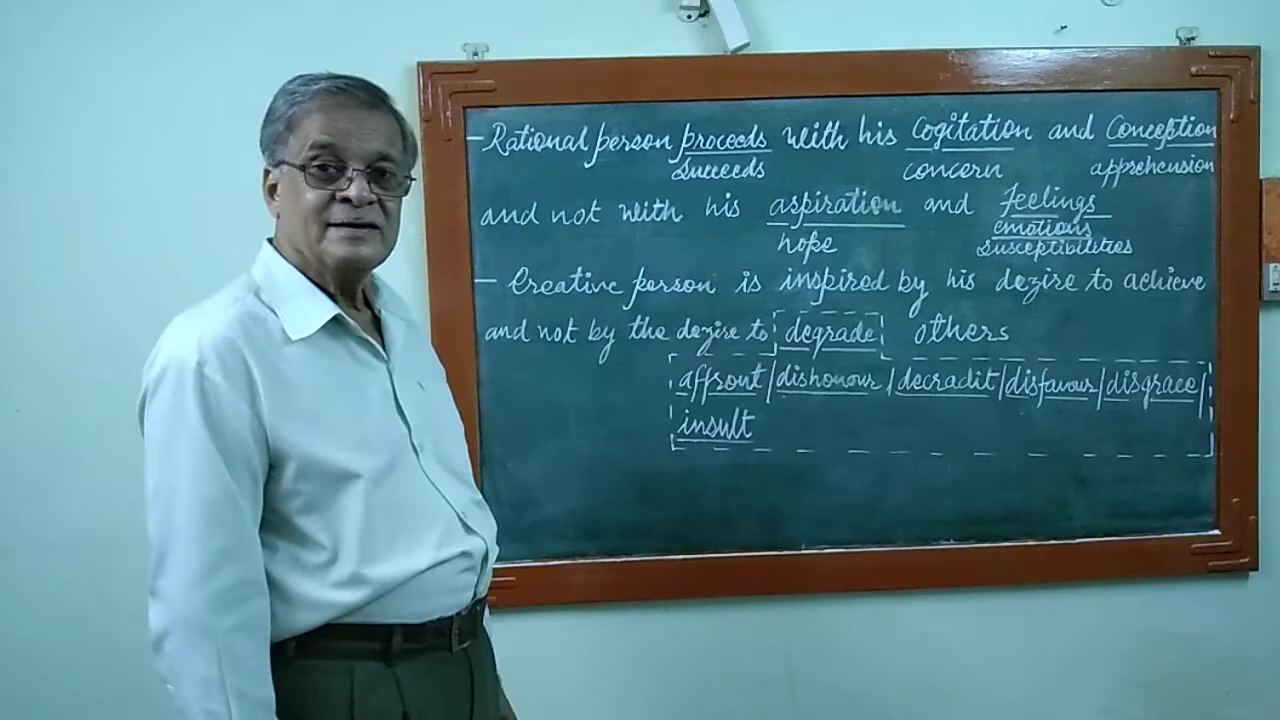 - Rational person proceeds with his Cogitation and Conception
succeeds concern apprehension
and not with his aspiration and feelings
emotions
hope susceptibilities
- Creative person is inspired by his dezire to achieve
and not by the dezire to degrade others
affront / dishonour / decradit / disfavour / disgrace /
insult